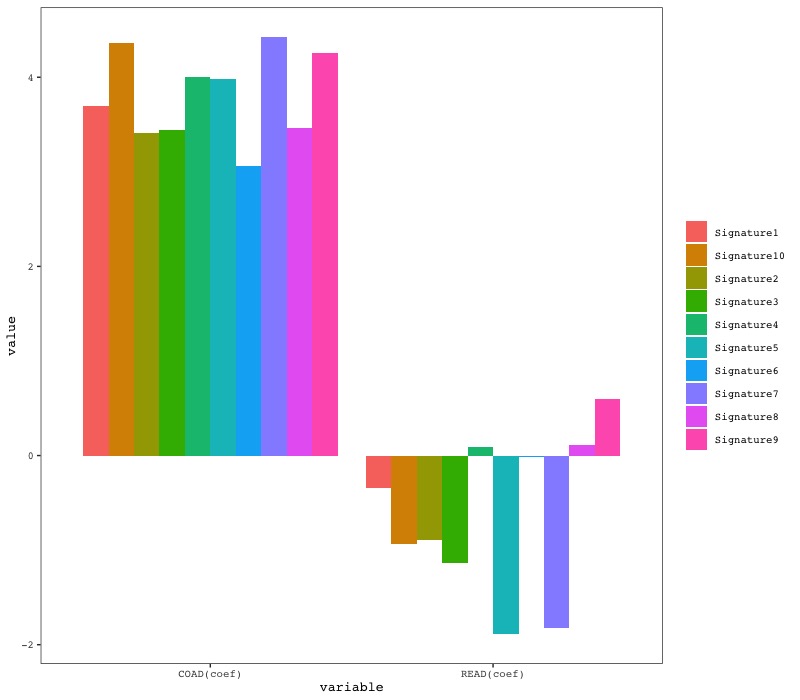 4
2
0
−2
value
COAD(coef)
READ(coef)
variable
Signature1
Signature10
Signature2
Signature3
Signature4
Signature5
Signature6
Signature7
Signature8
Signature9